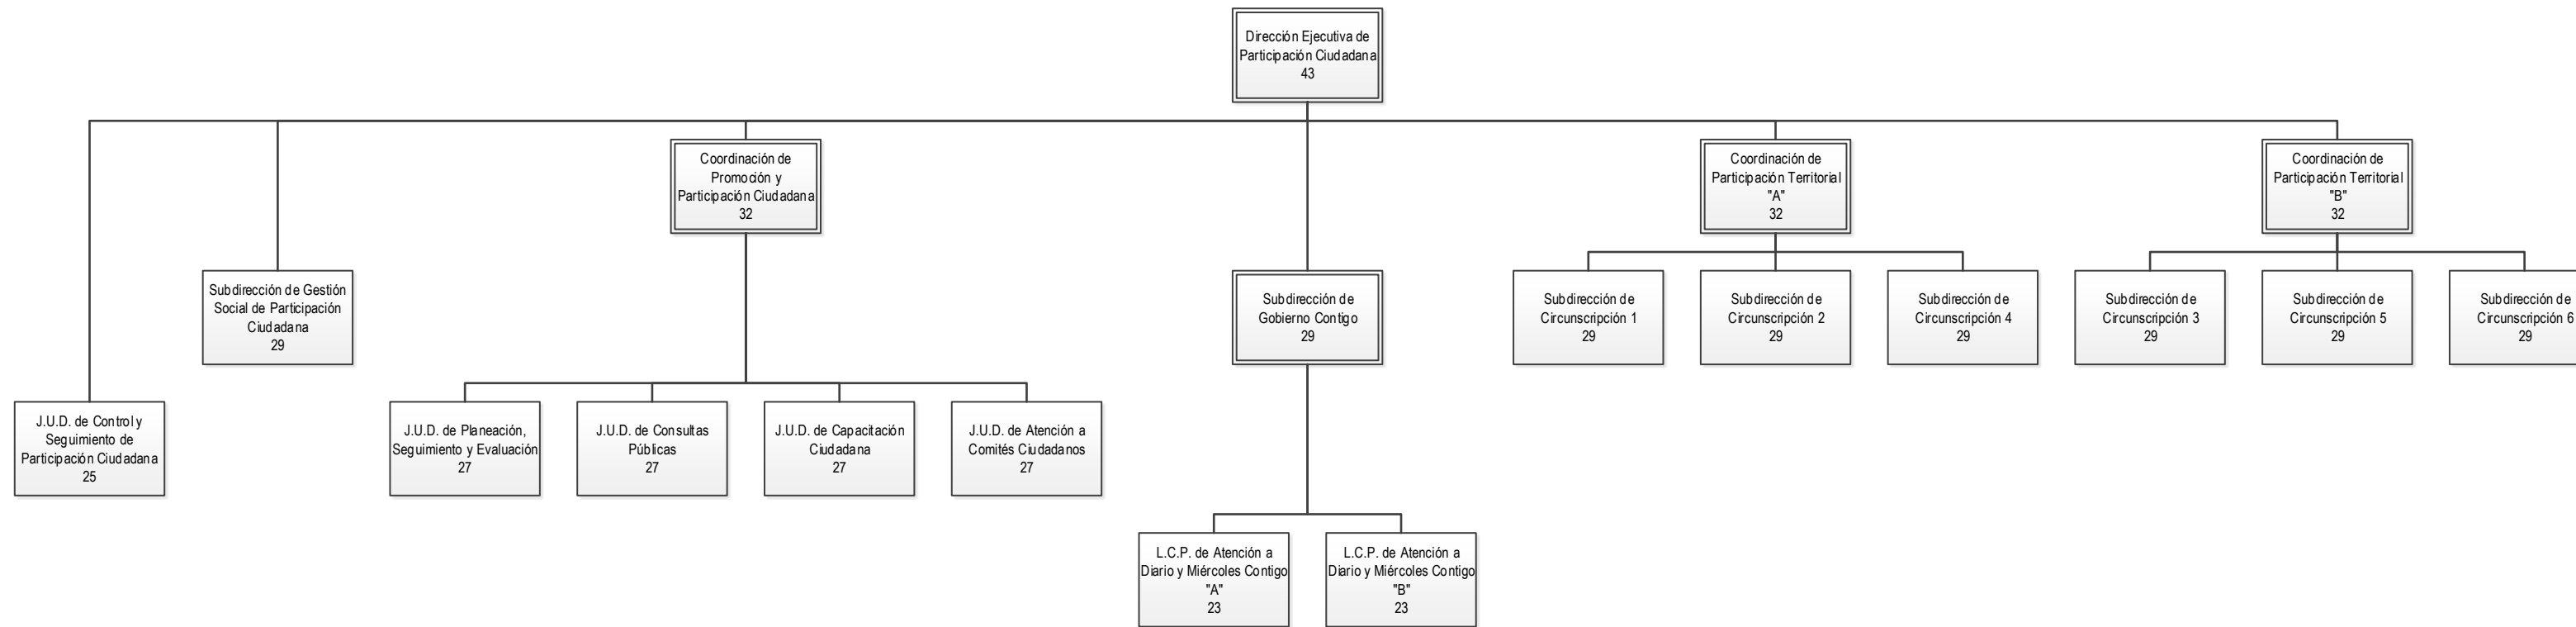 Dirección Ejecutiva de
Participación Ciudadana
43
Coordinación de
Promoción y
Participación Ciudadana
32
Coordinación de
Participación Territorial
"A"
32
Coordinación de
Participación Territorial
"B"
32
Subdirección de Gestión
Social de Participación
Ciudadana
29
Subdirección de
Gobierno Contigo
29
Subdirección de
Circunscripción 1
29
Subdirección de
Circunscripción 2
29
Subdirección de
Circunscripción 4
29
Subdirección de
Circunscripción 3
29
Subdirección de
Circunscripción 5
29
Subdirección de
Circunscripción 6
29
J.U.D. de Control y
Seguimiento de
Participación Ciudadana
25
J.U.D. de Planeación,
Seguimiento y Evaluación
27
J.U.D. de Consultas
Públicas
27
J.U.D. de Capacitación
Ciudadana
27
J.U.D. de Atención a
Comités Ciudadanos
27
L.C.P. de Atención a
Diario y Miércoles Contigo
"A"
23
L.C.P. de Atención a
Diario y Miércoles Contigo
"B"
23